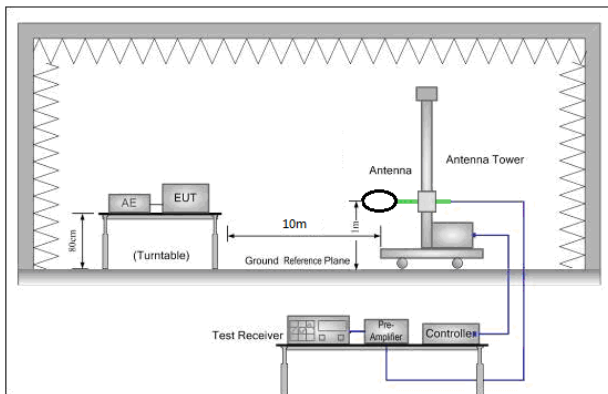 Antenna
Antenna Tower
AE
EUT
80cm
(Turntable)
10m
1m
Ground Reference Plane
Test Receiver
Pre-
Amplifier
Controller